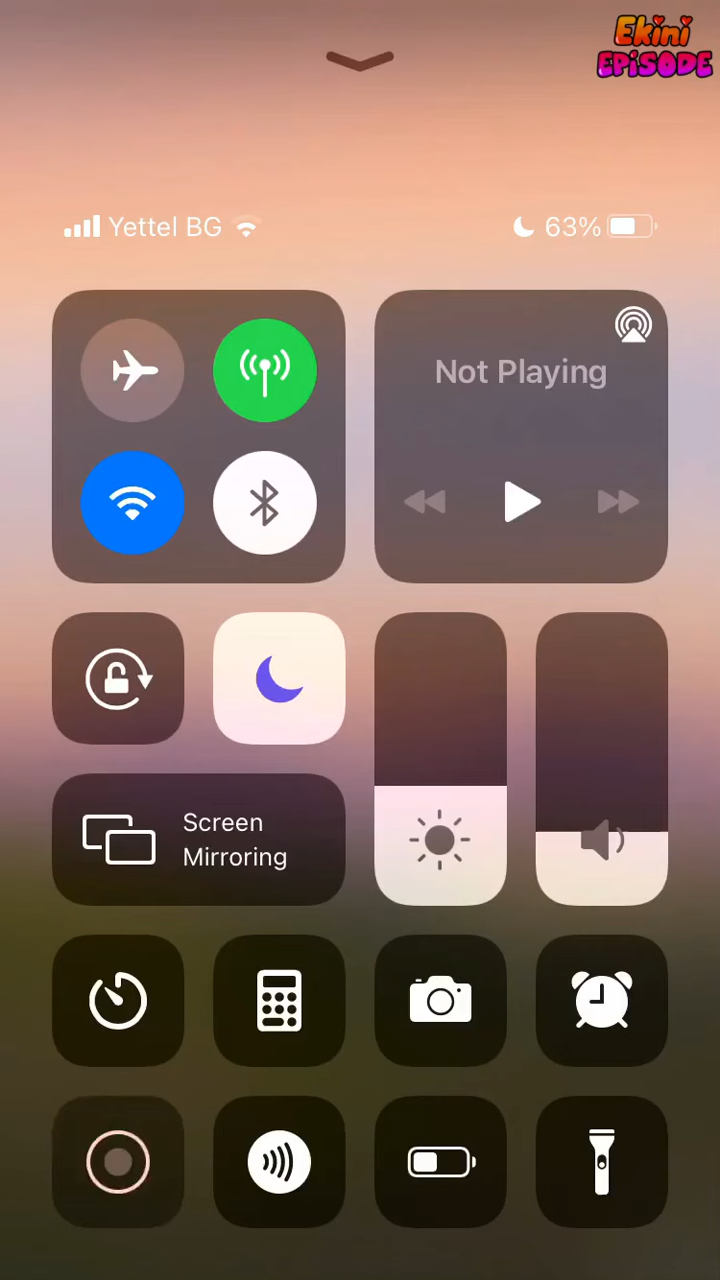 Ekini
EPiSODE
Yettel BG
63%
Not Playing
Screen
Mirroring